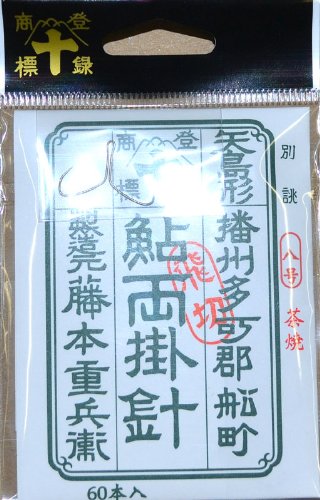 登録
商標
十
別誂
八号
茶焼
矢島形
播州多可郡中町
登録
商標
鮎両掛針
切
製造元藤本重兵衛
60本入